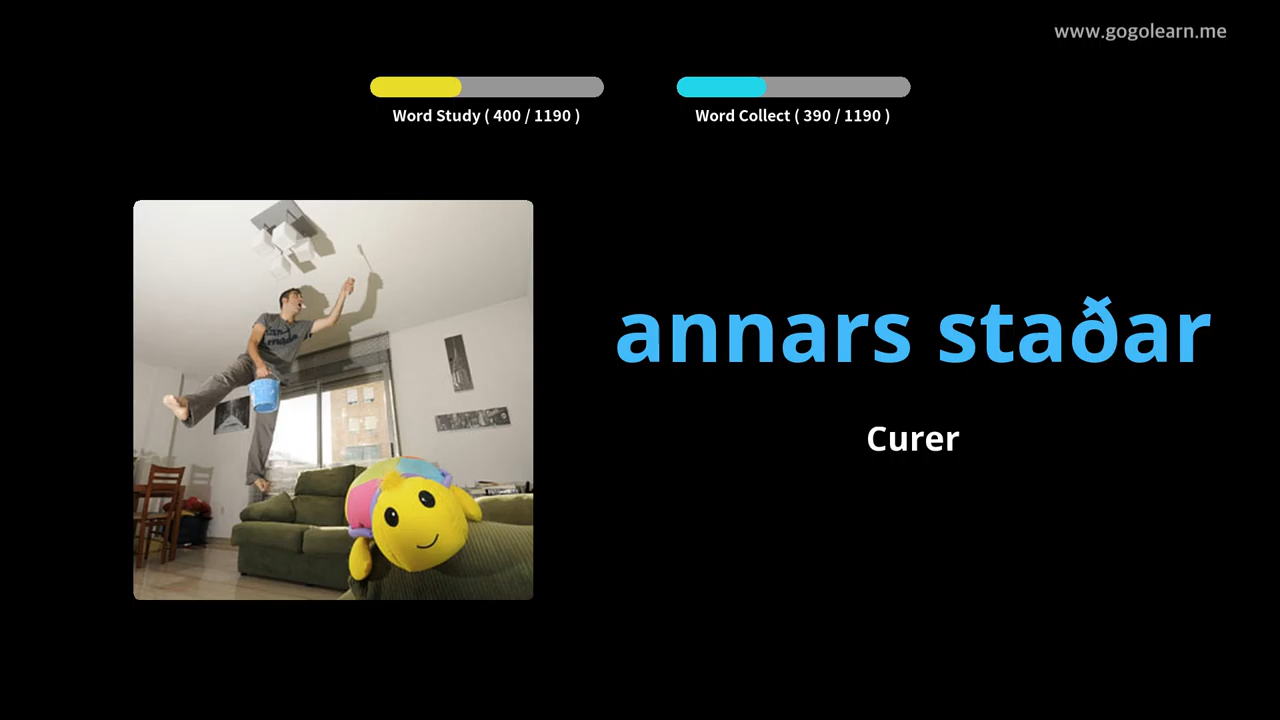 www.gogolearn.me
Word Study ( 400 / 1190 )
Word Collect ( 390 / 1190 )
annars staðar
Curer